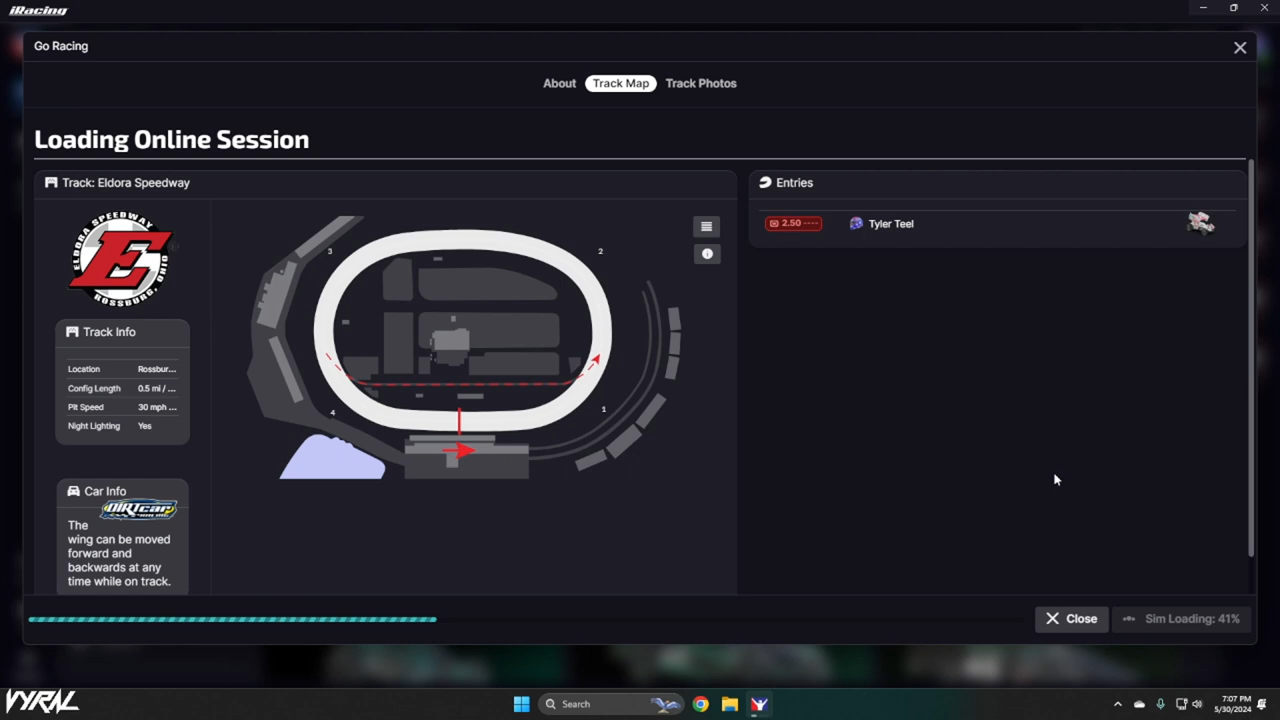 iRacing
Go Racing
About
Track Map
Track Photos
Loading Online Session
Track: Eldora Speedway
Entries
2.50 ----
Tyler Teel
ELDORA SPEEDWAY
E
ROSSBURG, OHIO
3
2
4
1
Track Info
Location Rossbur...
Config Length 0.5 mi / ...
Pit Speed 30 mph ...
Night Lighting Yes
Car Info
DIRTcar
RACING
The
wing can be moved
forward and
backwards at any
time while on track.
Close
Sim Loading: 41%
VYRAL
Search
7:07 PM
5/30/2024